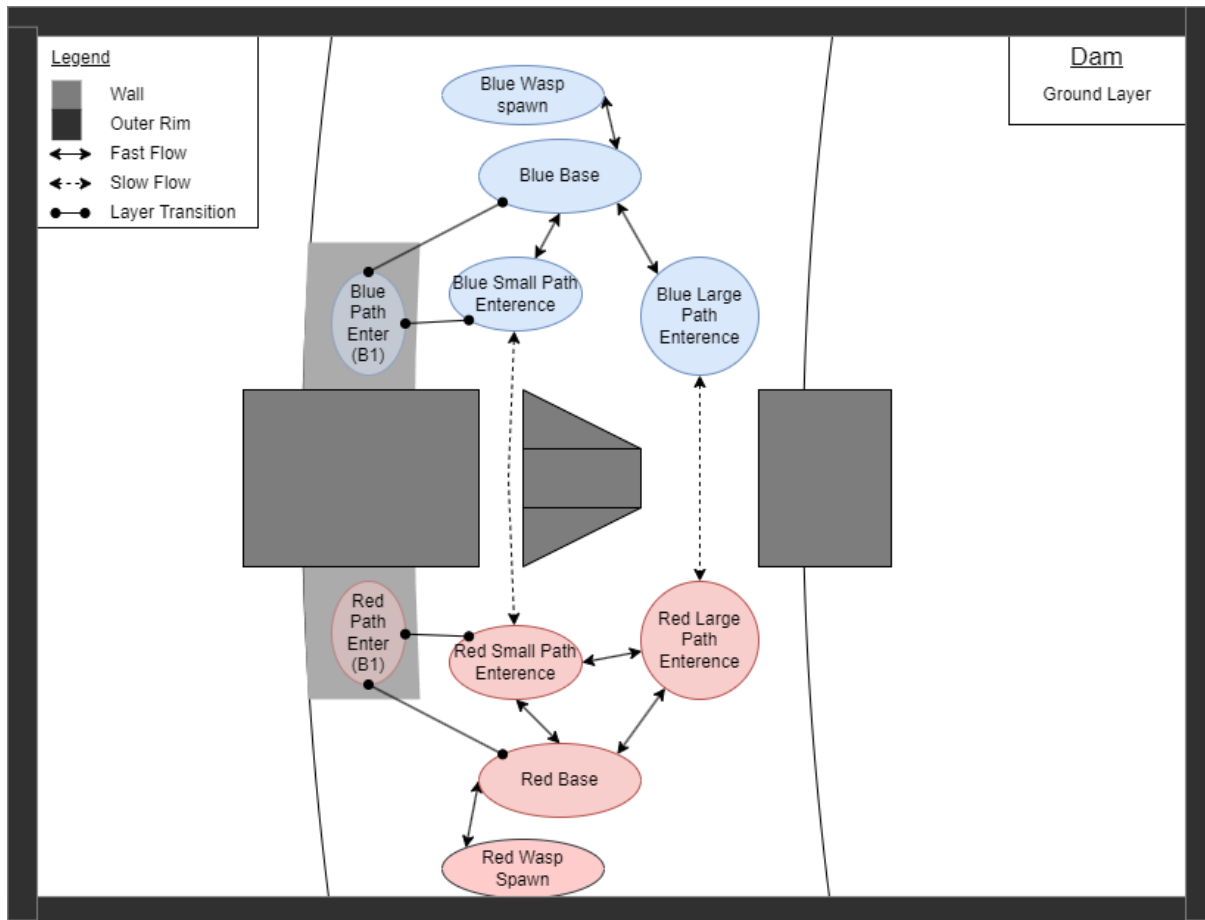 Legend
Wall
Outer Rim
Fast Flow
Slow Flow
Layer Transition
Dam
Ground Layer
Blue Wasp
spawn
Blue Base
Blue Small Path
Enterence
Blue Large
Path
Enterence
Blue
Path
Enter
(B1)
Red
Path
Enter
(B1)
Red Small Path
Enterence
Red Large
Path
Enterence
Red Base
Red Wasp
Spawn